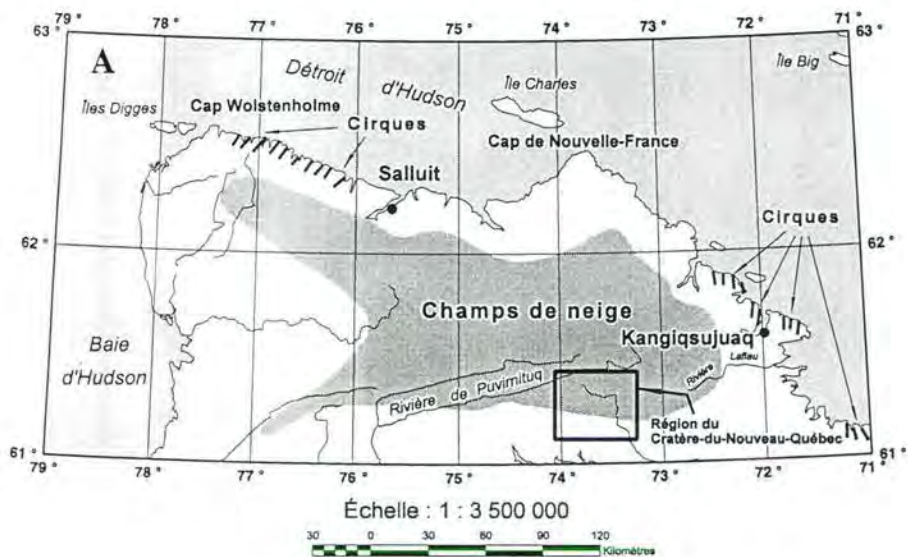 79° 78° 77° 76° 75° 74° 73° 72° 71°
63° 63°
A
Détroit d'Hudson
Île Charles
Île Big
Îles Digges
Cap Wolstenholme
Cirques
Cap de Nouvelle-France
Salluit
Cirques
62° 62°
Champs de neige
Kangiqsujuaq
Baie d'Hudson
Laflau
Rivière
Rivière de Puvirnituq
Région du
Cratère-du-Nouveau-Québec
61° 61°
79° 78° 77° 76° 75° 74° 73° 72° 71°
Échelle : 1 : 3 500 000
30 0 30 60 90 120
Kilomètres